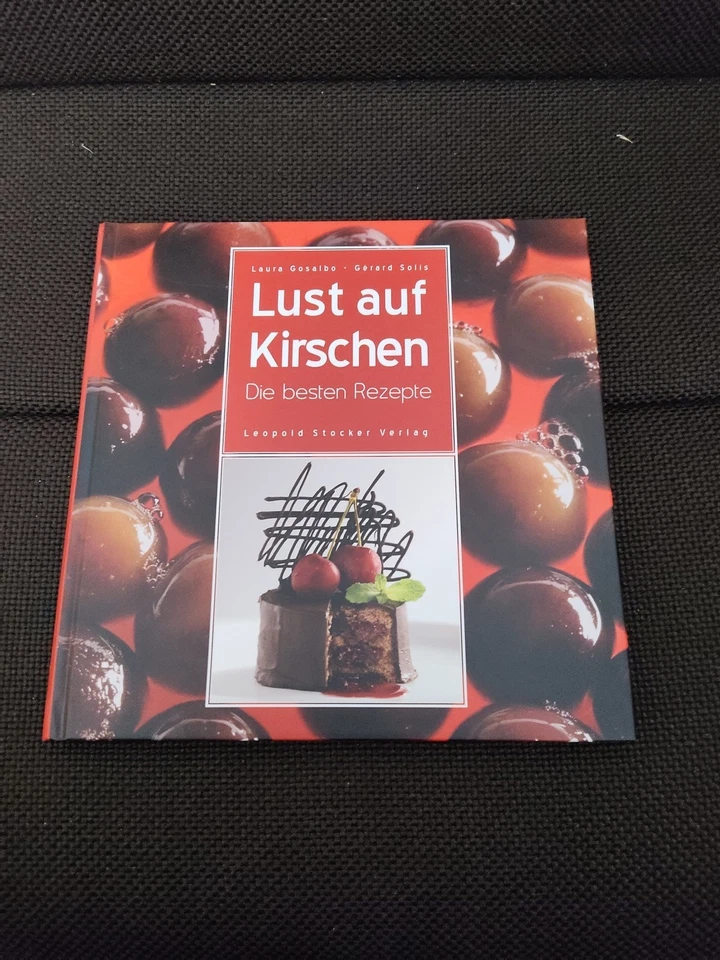 Laura Gosalbo · Gérard Solis
Lust auf
Kirschen
Die besten Rezepte
Leopold Stocker Verlag